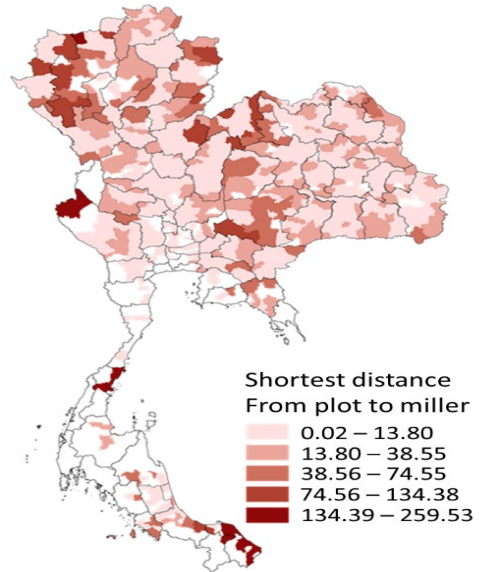 Shortest distance
From plot to miller
0.02 – 13.80
13.80 – 38.55
38.56 – 74.55
74.56 – 134.38
134.39 – 259.53